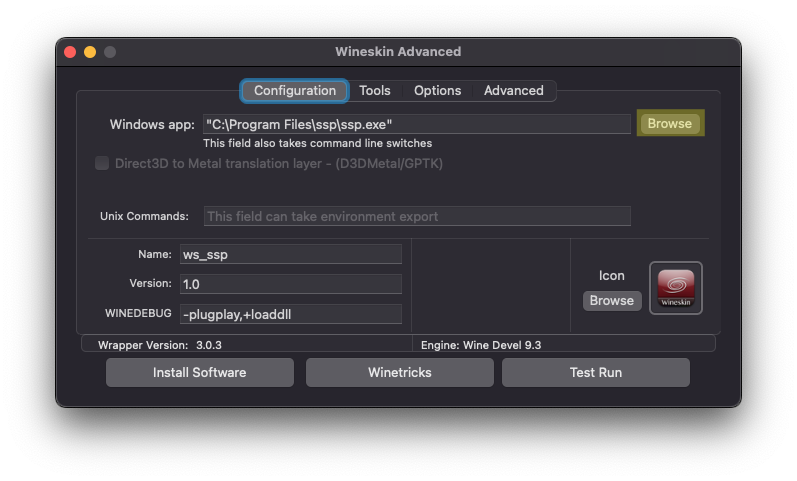 Wineskin Advanced
Configuration Tools Options Advanced
Windows app: "C:\Program Files\ssp\ssp.exe" Browse
This field also takes command line switches
Direct3D to Metal translation layer - (D3DMetal/GPTK)
Unix Commands: This field can take environment export
Name: ws_ssp
Version: 1.0
WINEDEBUG -plugplay,+loaddll
Icon
Browse
Wineskin
Wrapper Version: 3.0.3 Engine: Wine Devel 9.3
Install Software Winetricks Test Run